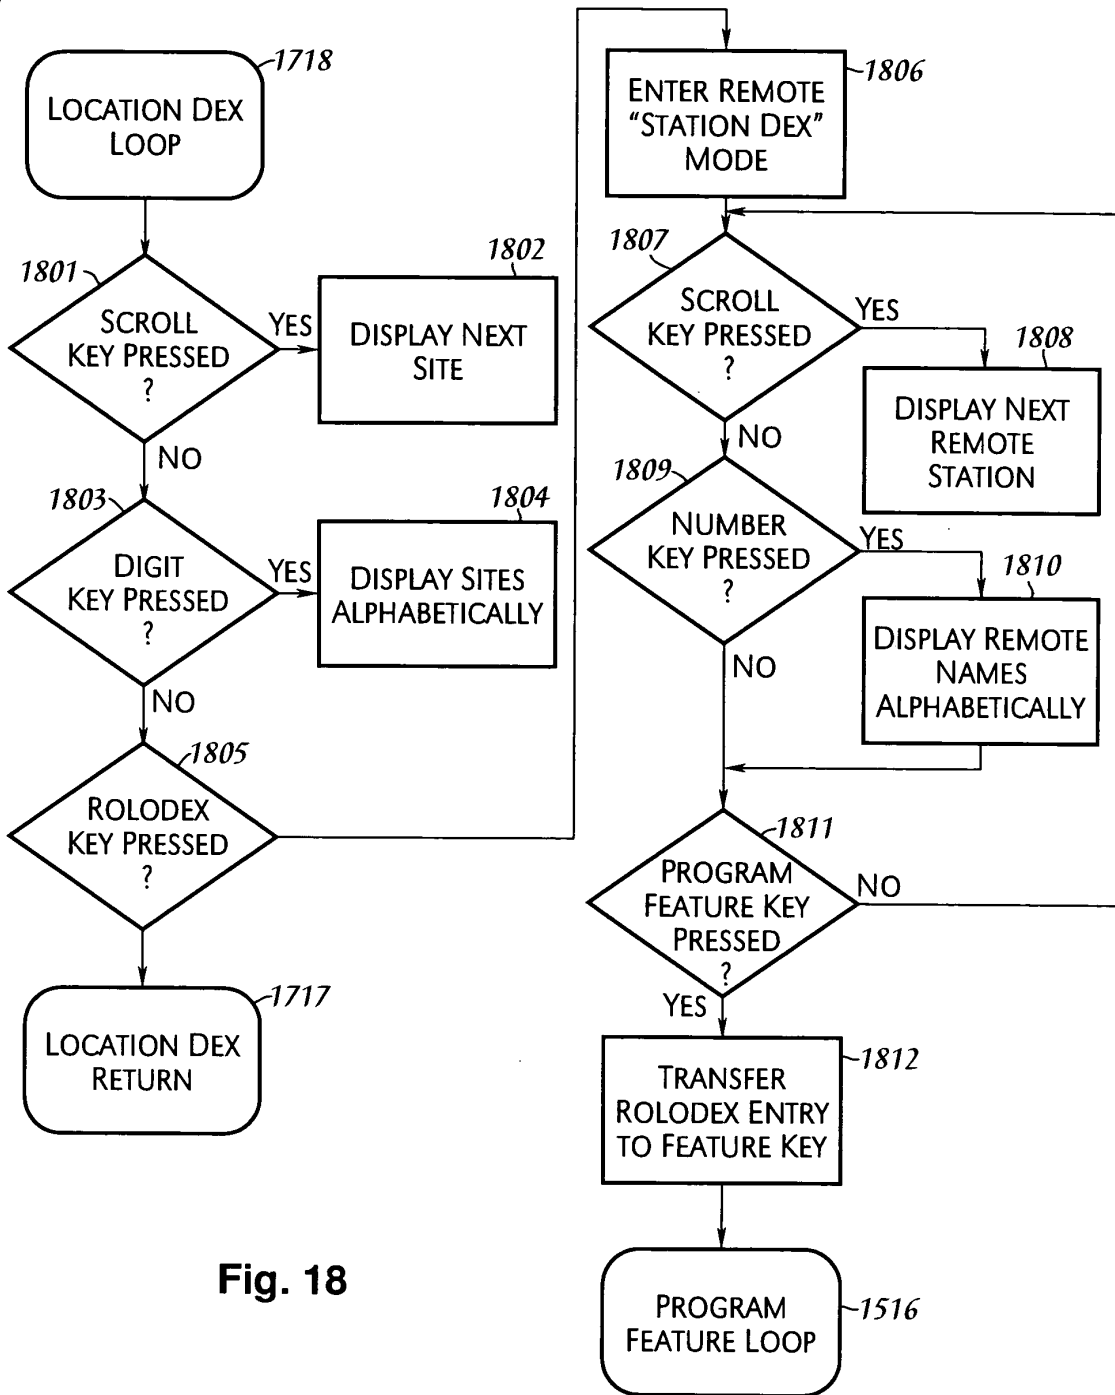 1718
LOCATION DEX
LOOP
1801
SCROLL
KEY PRESSED
?
YES
1802
DISPLAY NEXT
SITE
NO
1803
DIGIT
KEY PRESSED
?
YES
1804
DISPLAY SITES
ALPHABETICALLY
NO
1805
ROLODEX
KEY PRESSED
?
1717
LOCATION DEX
RETURN
1806
ENTER REMOTE
“STATION DEX”
MODE
1807
SCROLL
KEY PRESSED
?
YES
1808
DISPLAY NEXT
REMOTE
STATION
NO
1809
NUMBER
KEY PRESSED
?
YES
1810
DISPLAY REMOTE
NAMES
ALPHABETICALLY
NO
1811
PROGRAM
FEATURE KEY
PRESSED
?
NO
YES
1812
TRANSFER
ROLODEX ENTRY
TO FEATURE KEY
1516
PROGRAM
FEATURE LOOP
Fig. 18